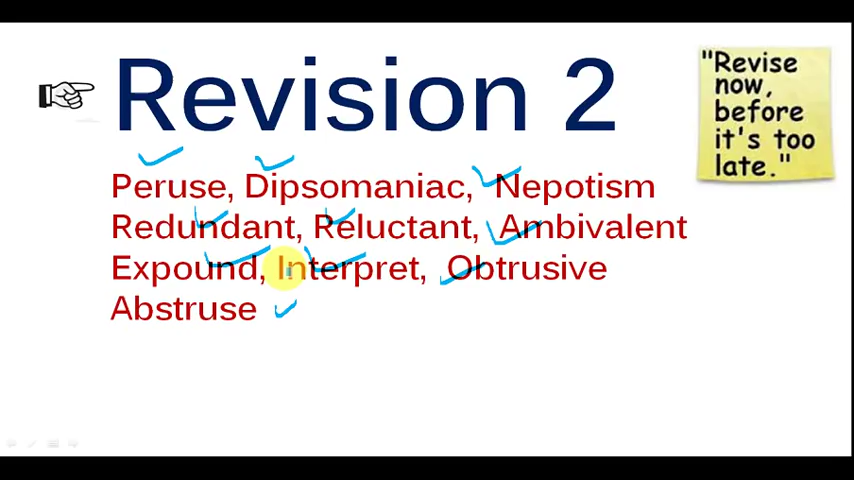 Revision 2
"Revise
now,
before
it's too
late."
Peruse, Dipsomaniac, Nepotism
Redundant, Reluctant, Ambivalent
Expound, Interpret, Obtrusive
Abstruse